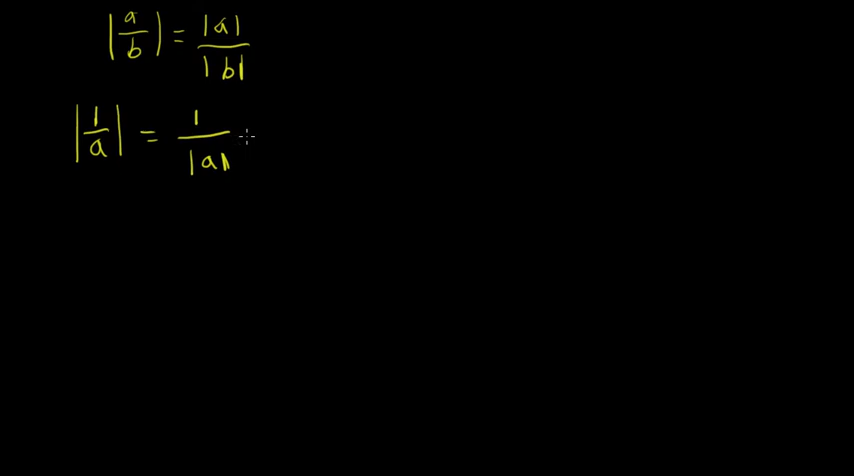 |a/b| = |a|/|b|
|1/a| = 1/|a|